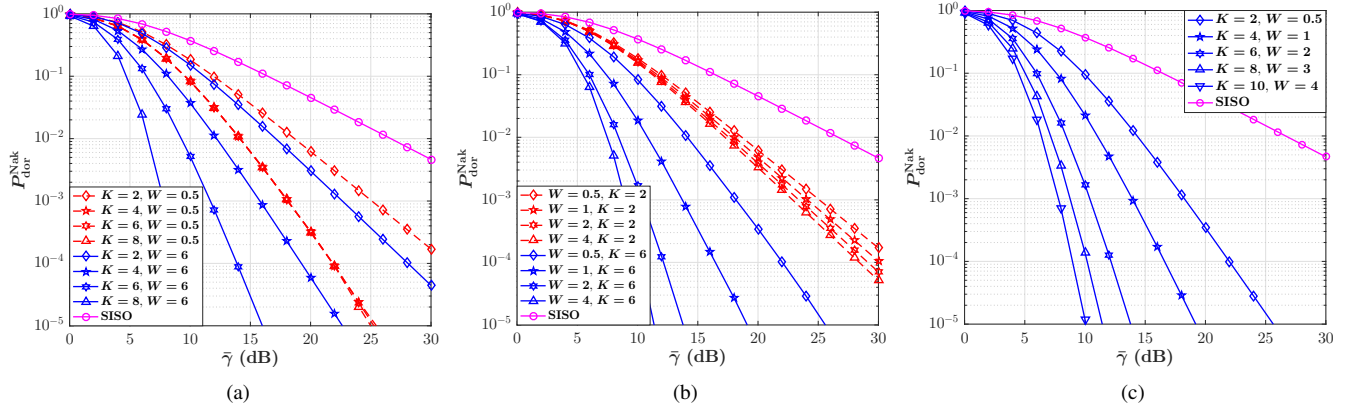 10^0
10^{-1}
10^{-2}
10^{-3}
10^{-4}
10^{-5}
P_{dor}^{Nak}
K = 2, W = 0.5
K = 4, W = 0.5
K = 6, W = 0.5
K = 8, W = 0.5
K = 2, W = 6
K = 4, W = 6
K = 6, W = 6
K = 8, W = 6
SISO
0 5 10 15 20 25 30
γ̄ (dB)
(a)
10^0
10^{-1}
10^{-2}
10^{-3}
10^{-4}
10^{-5}
P_{dor}^{Nak}
W = 0.5, K = 2
W = 1, K = 2
W = 2, K = 2
W = 4, K = 2
W = 0.5, K = 6
W = 1, K = 6
W = 2, K = 6
W = 4, K = 6
SISO
0 5 10 15 20 25 30
γ̄ (dB)
(b)
10^0
10^{-1}
10^{-2}
10^{-3}
10^{-4}
10^{-5}
P_{dor}^{Nak}
K = 2, W = 0.5
K = 4, W = 1
K = 6, W = 2
K = 8, W = 3
K = 10, W = 4
SISO
0 5 10 15 20 25 30
γ̄ (dB)
(c)